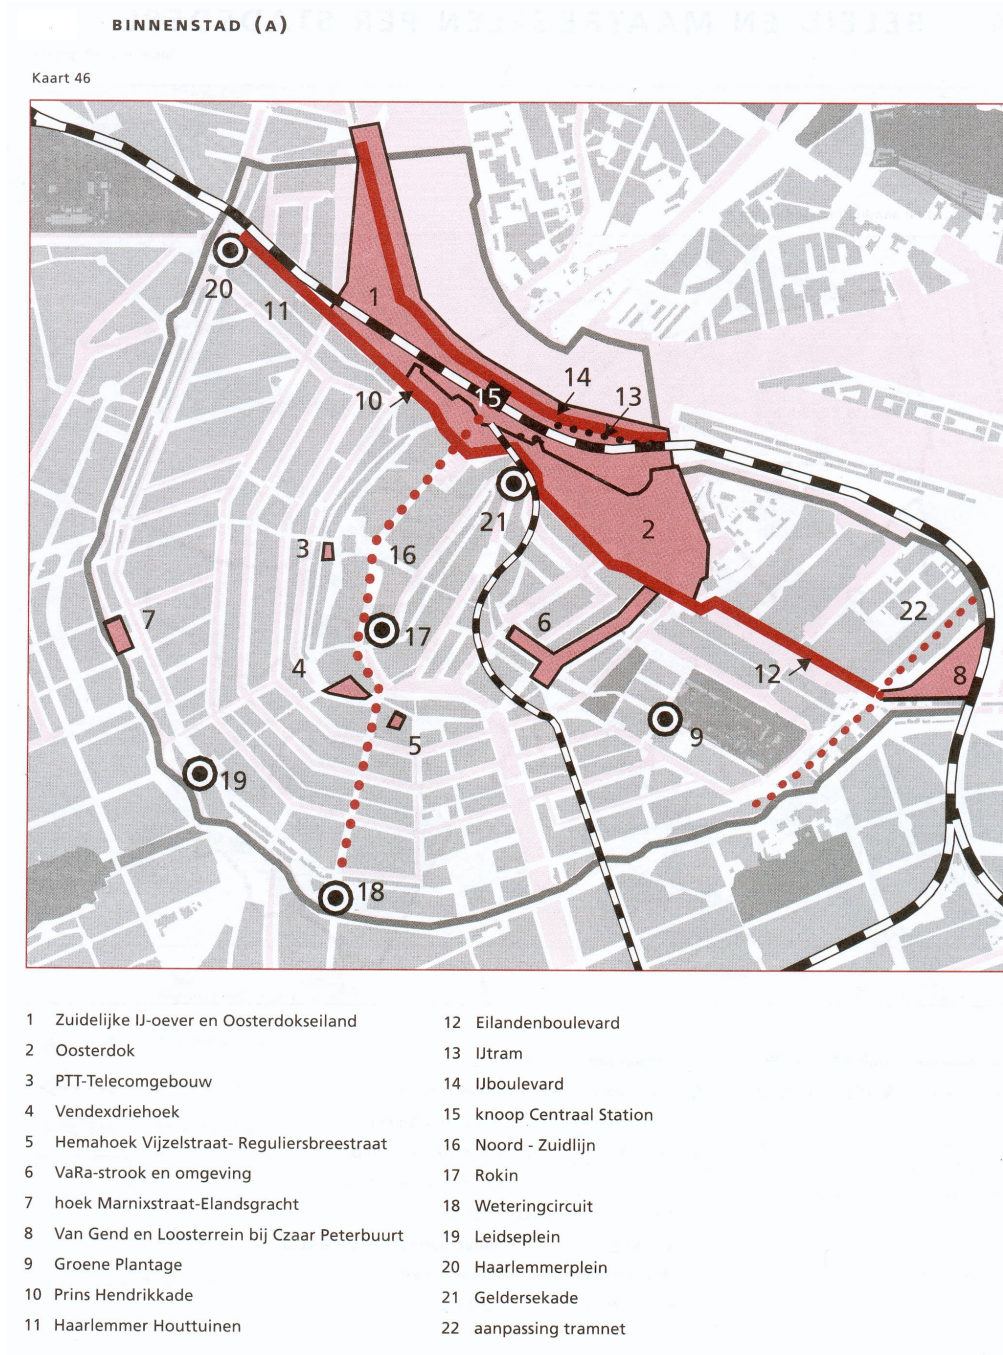 BINNENSTAD (A)
Kaart 46
20
11
1
10
15
14
13
21
2
3
16
7
6
17
22
4
12
8
5
9
19
18
1 Zuidelijke IJ-oever en Oosterdokseiland
2 Oosterdok
3 PTT-Telecomgebouw
4 Vendexdriehoek
5 Hemahoek Vijzelstraat- Reguliersbreestraat
6 VaRa-strook en omgeving
7 hoek Marnixstraat-Elandsgracht
8 Van Gend en Loosterrein bij Czaar Peterbuurt
9 Groene Plantage
10 Prins Hendrikkade
11 Haarlemmer Houttuinen
12 Eilandenboulevard
13 IJtram
14 IJboulevard
15 knoop Centraal Station
16 Noord - Zuidlijn
17 Rokin
18 Weteringcircuit
19 Leidseplein
20 Haarlemmerplein
21 Geldersekade
22 aanpassing tramnet